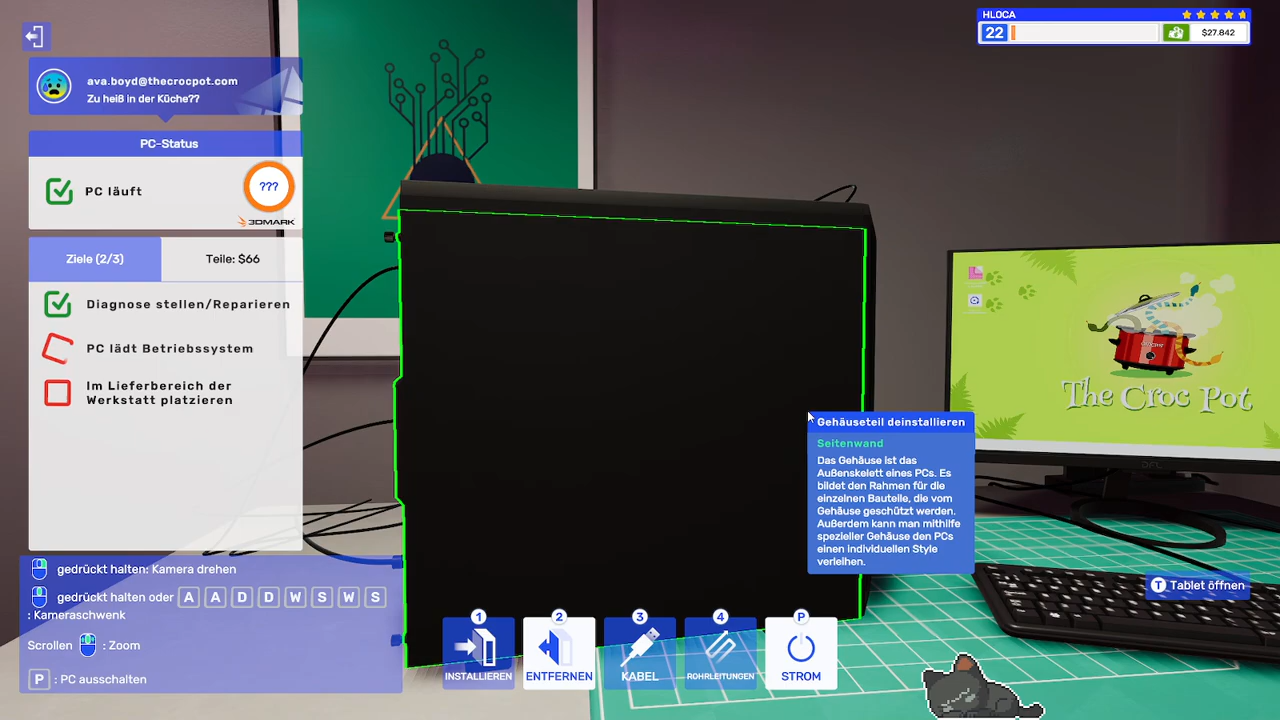 HLOCA
22
$27.842
ava.boyd@thecrocpot.com
Zu heiß in der Küche??
PC-Status
PC läuft
???
3DMARK
Ziele (2/3)
Teile: $66
Diagnose stellen/Reparieren
PC lädt Betriebssystem
Im Lieferbereich der
Werkstatt platzieren
The Croc Pot
Gehäuseteil deinstallieren
Seitenwand
Das Gehäuse ist das
Außenskelett eines PCs. Es
bildet den Rahmen für die
einzelnen Bauteile, die vom
Gehäuse geschützt werden.
Außerdem kann man mithilfe
spezieller Gehäuse den PCs
einen individuellen Style
verleihen.
gedrückt halten: Kamera drehen
gedrückt halten oder A A D D W S W S
: Kameraschwenk
Scrollen : Zoom
P : PC ausschalten
T Tablet öffnen
1 2 3 4 P
INSTALLIEREN ENTFERNEN KABEL ROHRLEITUNGEN STROM